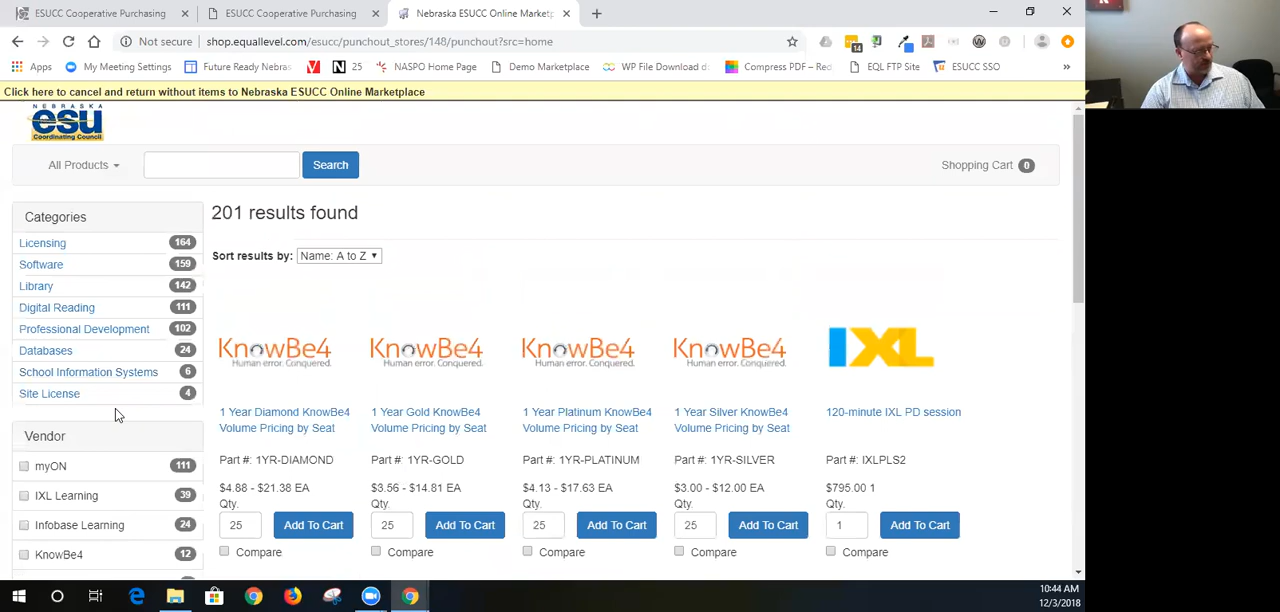 ESUCC Cooperative Purchasing
ESUCC Cooperative Purchasing
Nebraska ESUCC Online Marketp
Not secure
shop.equallevel.com/esucc/punchout_stores/148/punchout?src=home
14
Apps
My Meeting Settings
Future Ready Nebras
25
NASPO Home Page
Demo Marketplace
WP File Download d
Compress PDF – Red
EQL FTP Site
ESUCC SSO
»
Click here to cancel and return without items to Nebraska ESUCC Online Marketplace
NEBRASKA
esu
Coordinating Council
All Products
Search
Shopping Cart 0
Categories
Licensing 164
Software 159
Library 142
Digital Reading 111
Professional Development 102
Databases 24
School Information Systems 6
Site License 4
Vendor
myON 111
IXL Learning 39
Infobase Learning 24
KnowBe4 12
201 results found
Sort results by: Name: A to Z
KnowBe4
Human error. Conquered.
1 Year Diamond KnowBe4
Volume Pricing by Seat
Part #: 1YR-DIAMOND
$4.88 - $21.38 EA
Qty.
25 Add To Cart
Compare
KnowBe4
Human error. Conquered.
1 Year Gold KnowBe4
Volume Pricing by Seat
Part #: 1YR-GOLD
$3.56 - $14.81 EA
Qty.
25 Add To Cart
Compare
KnowBe4
Human error. Conquered.
1 Year Platinum KnowBe4
Volume Pricing by Seat
Part #: 1YR-PLATINUM
$4.13 - $17.63 EA
Qty.
25 Add To Cart
Compare
KnowBe4
Human error. Conquered.
1 Year Silver KnowBe4
Volume Pricing by Seat
Part #: 1YR-SILVER
$3.00 - $12.00 EA
Qty.
25 Add To Cart
Compare
IXL
120-minute IXL PD session
Part #: IXLPLS2
$795.00 1
Qty.
1 Add To Cart
Compare
10:44 AM
12/3/2018